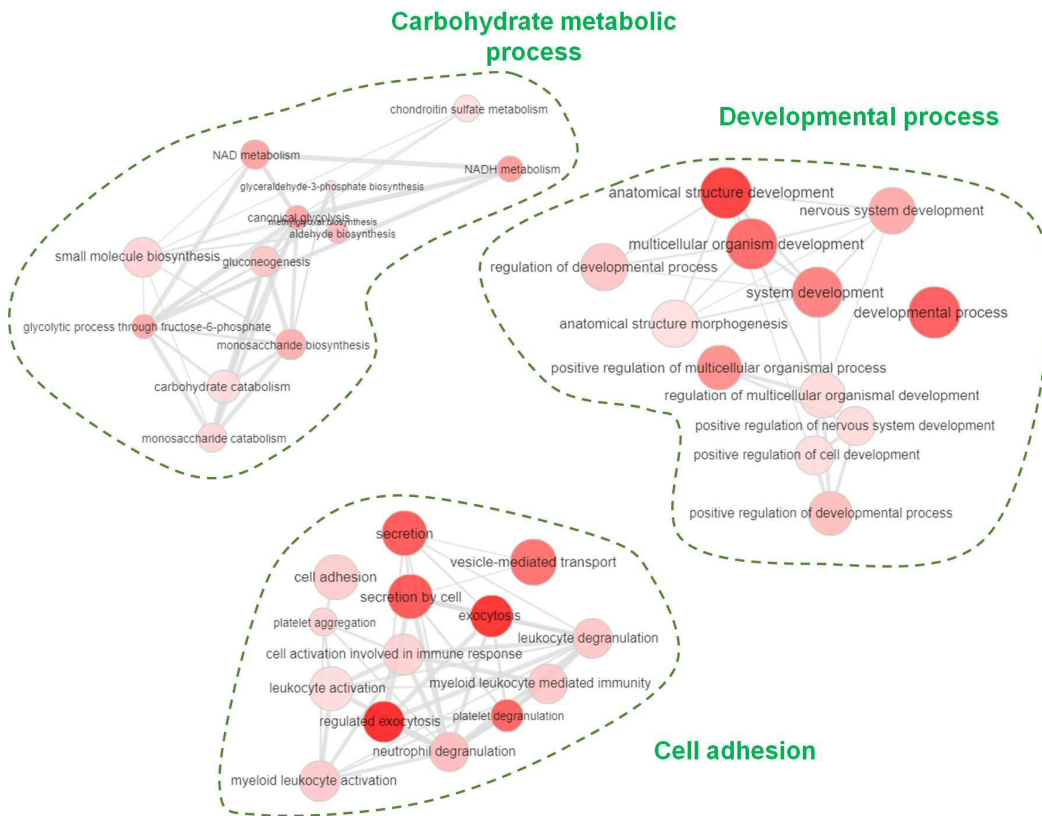 Carbohydrate metabolic
process
chondroitin sulfate metabolism
NAD metabolism
NADH metabolism
glyceraldehyde-3-phosphate biosynthesis
canonical glycolysis
methylglyoxal biosynthesis
aldehyde biosynthesis
small molecule biosynthesis
gluconeogenesis
glycolytic process through fructose-6-phosphate
monosaccharide biosynthesis
carbohydrate catabolism
monosaccharide catabolism
Developmental process
anatomical structure development
nervous system development
multicellular organism development
regulation of developmental process
system development
developmental process
anatomical structure morphogenesis
positive regulation of multicellular organismal process
regulation of multicellular organismal development
positive regulation of nervous system development
positive regulation of cell development
positive regulation of developmental process
secretion
vesicle-mediated transport
cell adhesion
secretion by cell
exocytosis
platelet aggregation
leukocyte degranulation
cell activation involved in immune response
leukocyte activation
myeloid leukocyte mediated immunity
regulated exocytosis
platelet degranulation
neutrophil degranulation
myeloid leukocyte activation
Cell adhesion